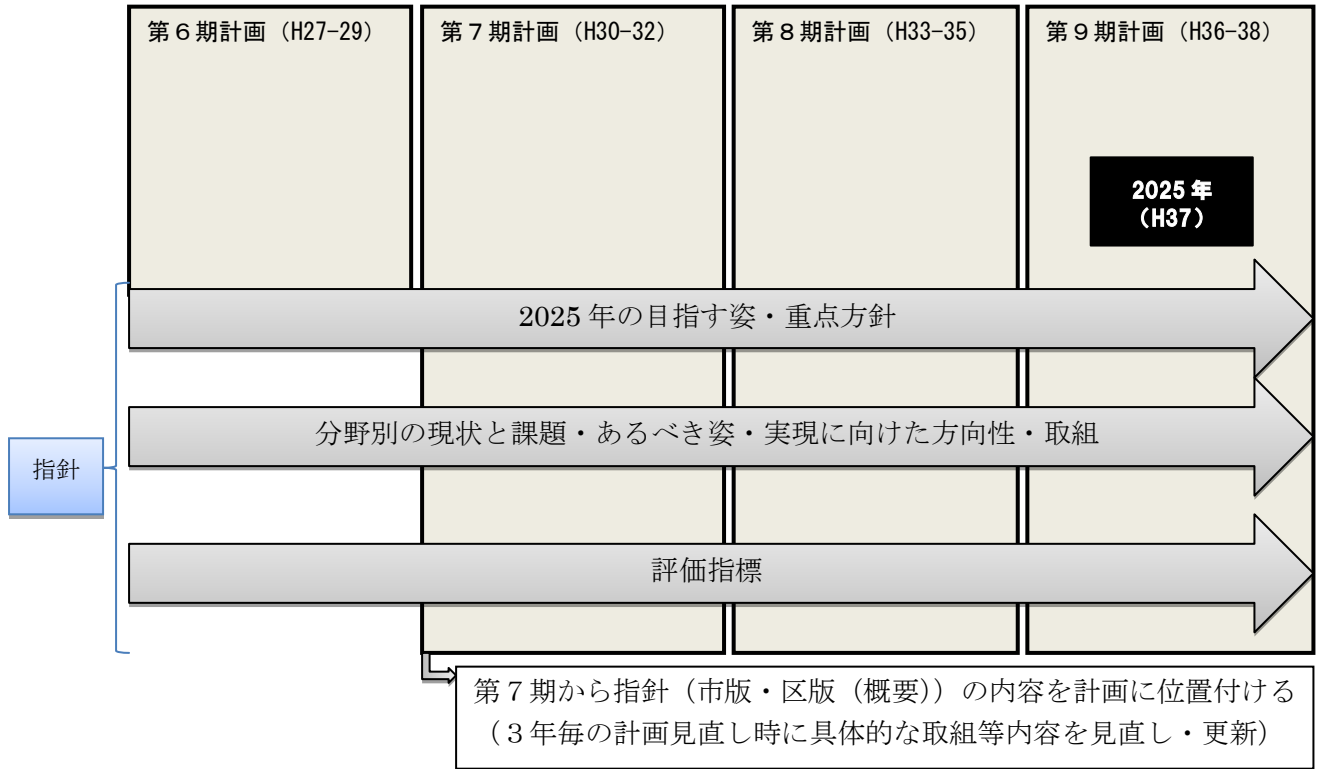 第６期計画（H27-29）
第７期計画（H30-32）
第８期計画（H33-35）
第９期計画（H36-38）
2025年
（H37）
2025年の目指す姿・重点方針
分野別の現状と課題・あるべき姿・実現に向けた方向性・取組
指針
評価指標
第７期から指針（市版・区版（概要））の内容を計画に位置付ける
（３年毎の計画見直し時に具体的な取組等内容を見直し・更新）